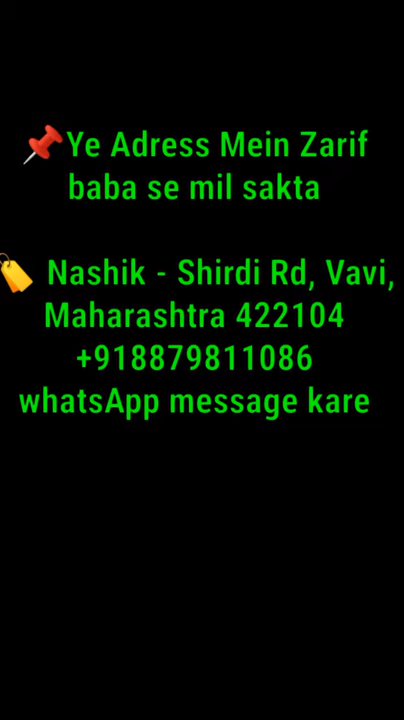 📌Ye Adress Mein Zarif
baba se mil sakta
🏷️ Nashik - Shirdi Rd, Vavi,
Maharashtra 422104
+918879811086
whatsApp message kare